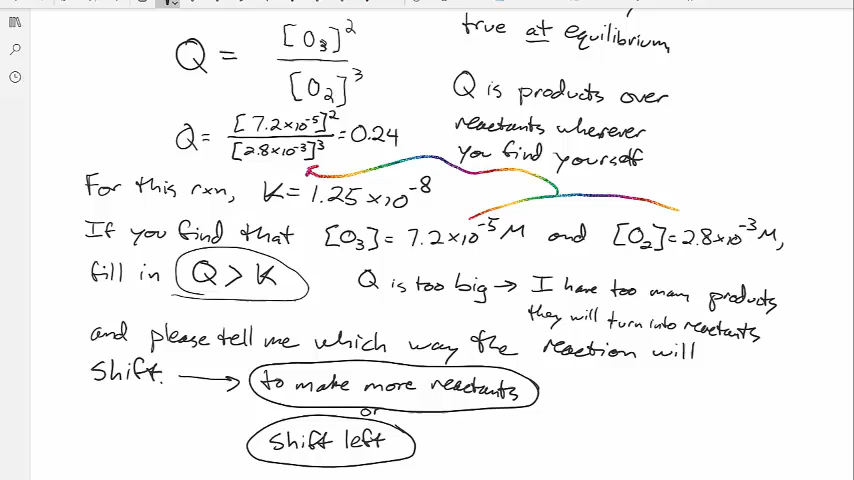 true at equilibrium,
Q = [O₃]² / [O₂]³
Q is products over
reactants wherever
you find yourself
Q = [7.2×10⁻⁵]² / [2.8×10⁻³]³ = 0.24
For this rxn, K = 1.25 ×10⁻⁸
If you find that [O₃] = 7.2×10⁻⁵ M and [O₂] = 2.8×10⁻³ M,
fill in Q > K
Q is too big → I have too many products
they will turn into reactants
and please tell me which way the reaction will
shift. → to make more reactants
or
shift left